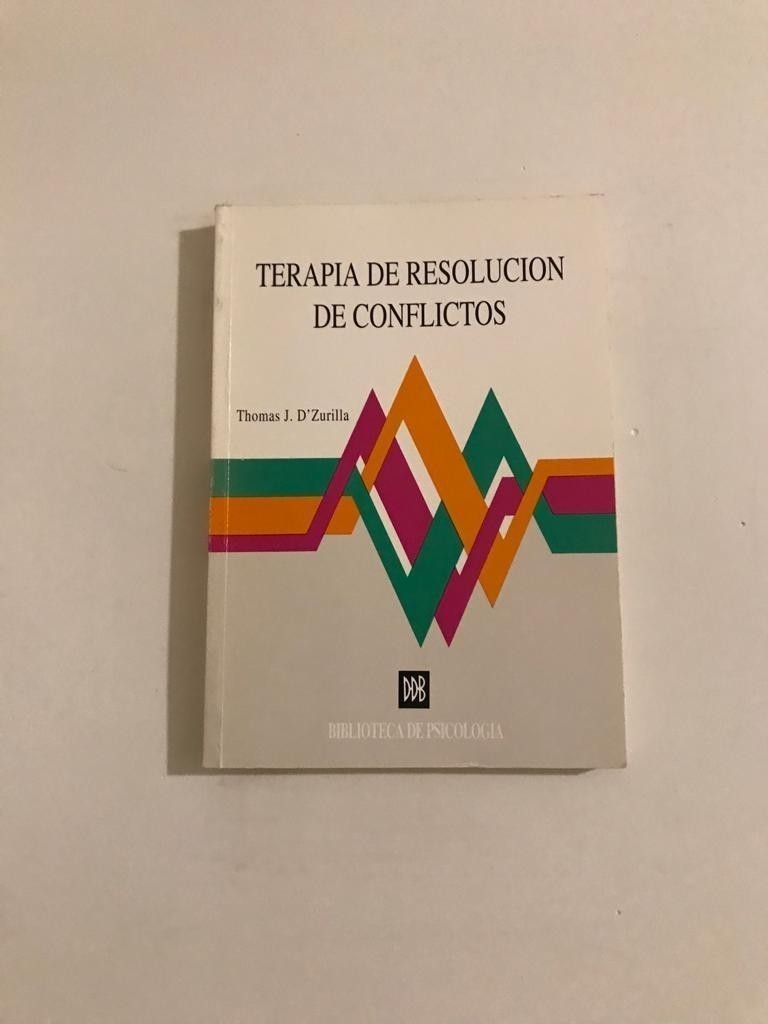 TERAPIA DE RESOLUCION
DE CONFLICTOS
Thomas J. D'Zurilla
DDB
BIBLIOTECA DE PSICOLOGIA